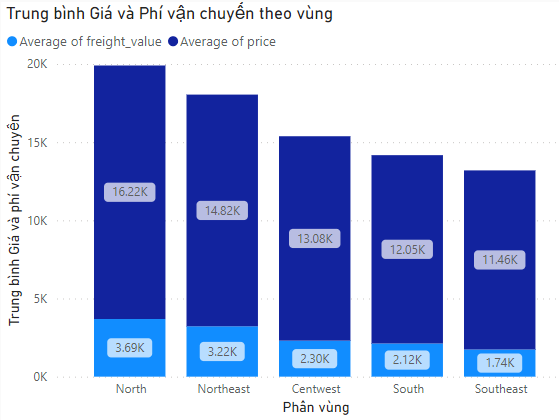 Trung bình Giá và Phí vận chuyển theo vùng
Average of freight_value Average of price
Trung bình Giá và phí vận chuyển
20K
15K
10K
5K
0K
16.22K
14.82K
13.08K
12.05K
11.46K
3.69K
3.22K
2.30K
2.12K
1.74K
North Northeast Centwest South Southeast
Phân vùng